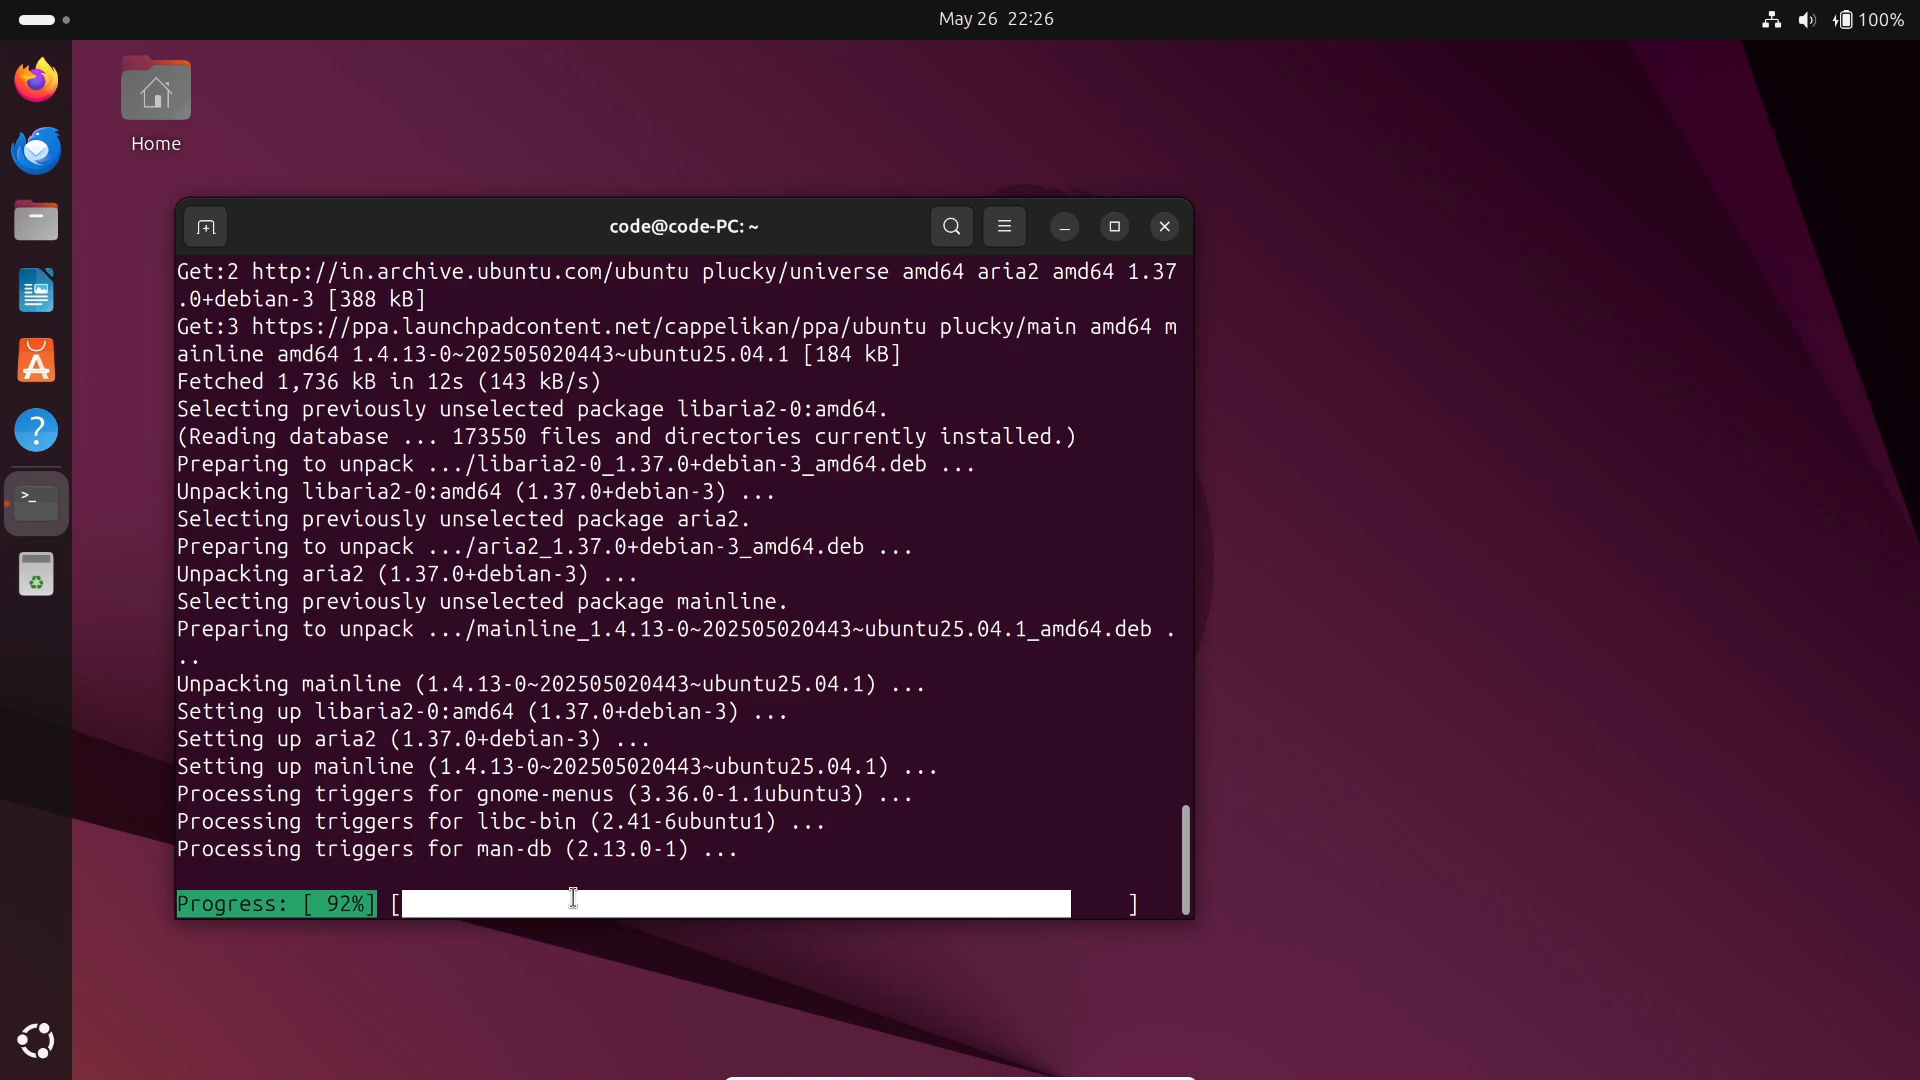 May 26 22:26
100%
Home
code@code-PC: ~
Get:2 http://in.archive.ubuntu.com/ubuntu plucky/universe amd64 aria2 amd64 1.37
.0+debian-3 [388 kB]
Get:3 https://ppa.launchpadcontent.net/cappelikan/ppa/ubuntu plucky/main amd64 m
ainline amd64 1.4.13-0~202505020443~ubuntu25.04.1 [184 kB]
Fetched 1,736 kB in 12s (143 kB/s)
Selecting previously unselected package libaria2-0:amd64.
(Reading database ... 173550 files and directories currently installed.)
Preparing to unpack .../libaria2-0_1.37.0+debian-3_amd64.deb ...
Unpacking libaria2-0:amd64 (1.37.0+debian-3) ...
Selecting previously unselected package aria2.
Preparing to unpack .../aria2_1.37.0+debian-3_amd64.deb ...
Unpacking aria2 (1.37.0+debian-3) ...
Selecting previously unselected package mainline.
Preparing to unpack .../mainline_1.4.13-0~202505020443~ubuntu25.04.1_amd64.deb .
..
Unpacking mainline (1.4.13-0~202505020443~ubuntu25.04.1) ...
Setting up libaria2-0:amd64 (1.37.0+debian-3) ...
Setting up aria2 (1.37.0+debian-3) ...
Setting up mainline (1.4.13-0~202505020443~ubuntu25.04.1) ...
Processing triggers for gnome-menus (3.36.0-1.1ubuntu3) ...
Processing triggers for libc-bin (2.41-6ubuntu1) ...
Processing triggers for man-db (2.13.0-1) ...
Progress: [ 92%] [ ]